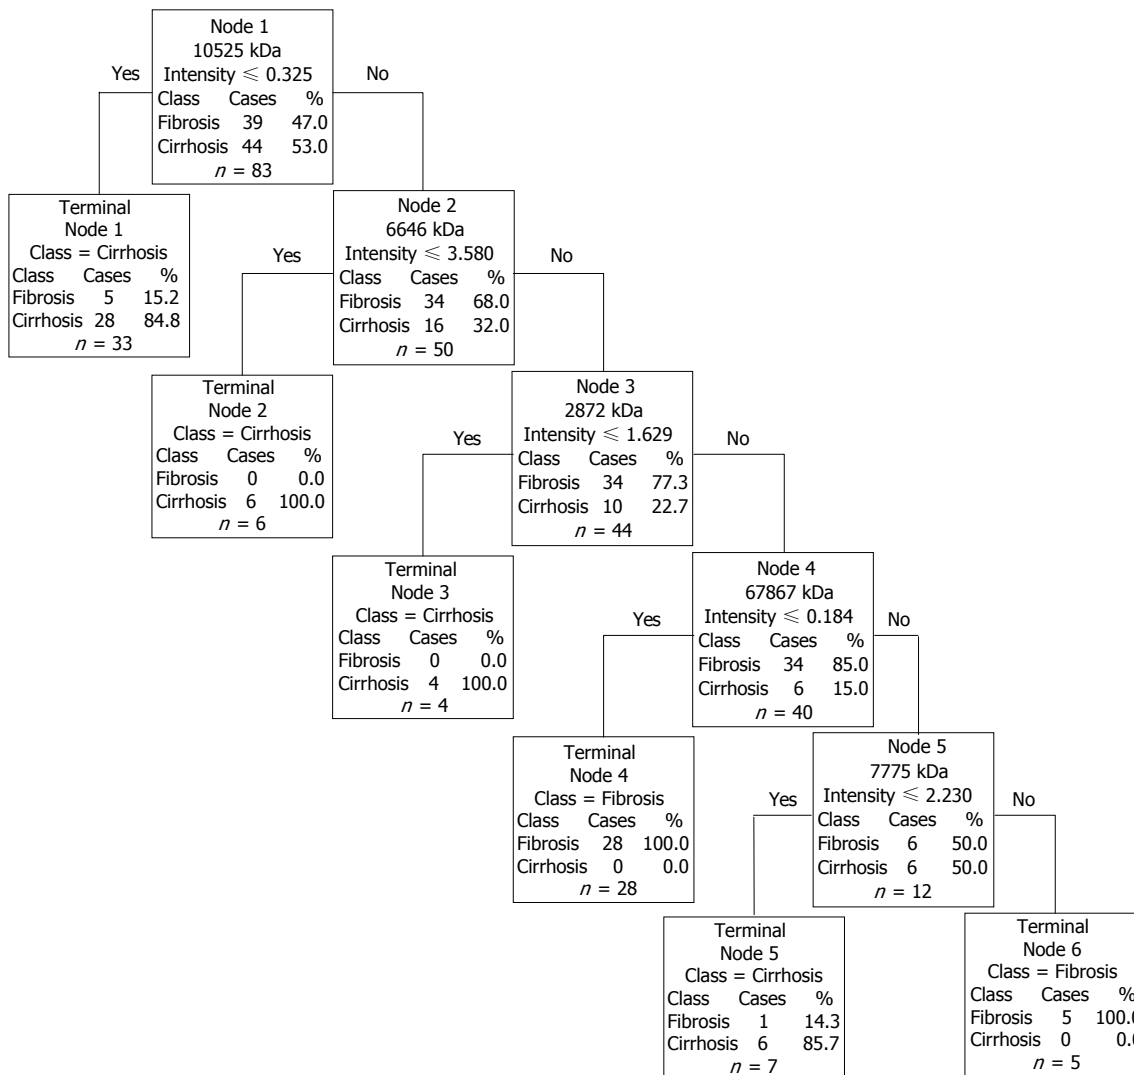 Node 1
10525 kDa
Intensity ≤ 0.325
Class Cases %
Fibrosis 39 47.0
Cirrhosis 44 53.0
n = 83
Yes
No
Terminal
Node 1
Class = Cirrhosis
Class Cases %
Fibrosis 5 15.2
Cirrhosis 28 84.8
n = 33
Node 2
6646 kDa
Intensity ≤ 3.580
Class Cases %
Fibrosis 34 68.0
Cirrhosis 16 32.0
n = 50
Yes
No
Terminal
Node 2
Class = Cirrhosis
Class Cases %
Fibrosis 0 0.0
Cirrhosis 6 100.0
n = 6
Node 3
2872 kDa
Intensity ≤ 1.629
Class Cases %
Fibrosis 34 77.3
Cirrhosis 10 22.7
n = 44
Yes
No
Terminal
Node 3
Class = Cirrhosis
Class Cases %
Fibrosis 0 0.0
Cirrhosis 4 100.0
n = 4
Node 4
67867 kDa
Intensity ≤ 0.184
Class Cases %
Fibrosis 34 85.0
Cirrhosis 6 15.0
n = 40
Yes
No
Terminal
Node 4
Class = Fibrosis
Class Cases %
Fibrosis 28 100.0
Cirrhosis 0 0.0
n = 28
Node 5
7775 kDa
Intensity ≤ 2.230
Class Cases %
Fibrosis 6 50.0
Cirrhosis 6 50.0
n = 12
Yes
No
Terminal
Node 5
Class = Cirrhosis
Class Cases %
Fibrosis 1 14.3
Cirrhosis 6 85.7
n = 7
Terminal
Node 6
Class = Fibrosis
Class Cases %
Fibrosis 5 100.0
Cirrhosis 0 0.0
n = 5